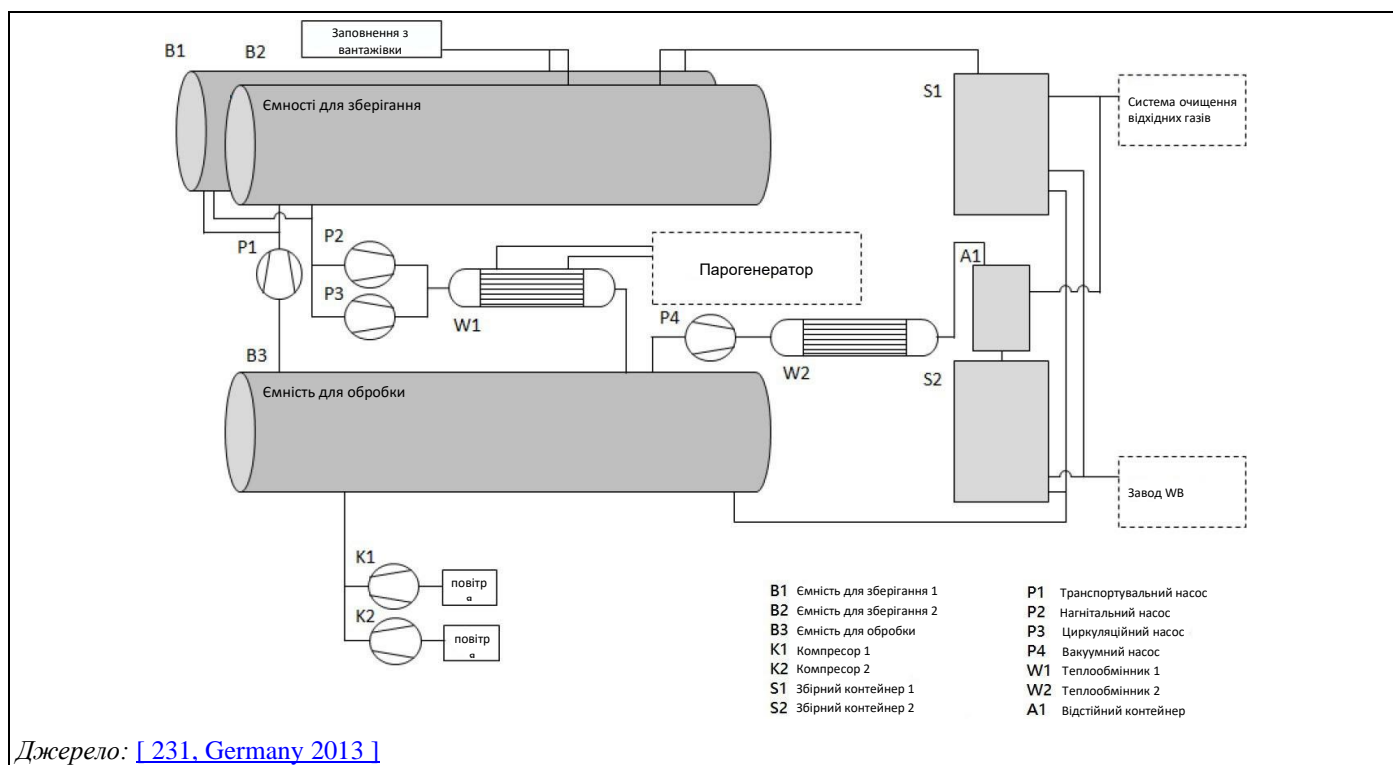 Заповнення з
вантажівки
B1
B2
Ємності для зберігання
S1
Система очищення
відхідних газів
P1
P2
P3
W1
Парогенератор
A1
P4
W2
S2
B3
Ємність для обробки
Завод WB
K1
повітр
я
K2
повітр
я
B1 Ємність для зберігання 1
B2 Ємність для зберігання 2
B3 Ємність для обробки
K1 Компресор 1
K2 Компресор 2
S1 Збірний контейнер 1
S2 Збірний контейнер 2
P1 Транспортувальний насос
P2 Нагнітальний насос
P3 Циркуляційний насос
P4 Вакуумний насос
W1 Теплообмінник 1
W2 Теплообмінник 2
A1 Відстійний контейнер
Джерело: [ 231, Germany 2013 ]